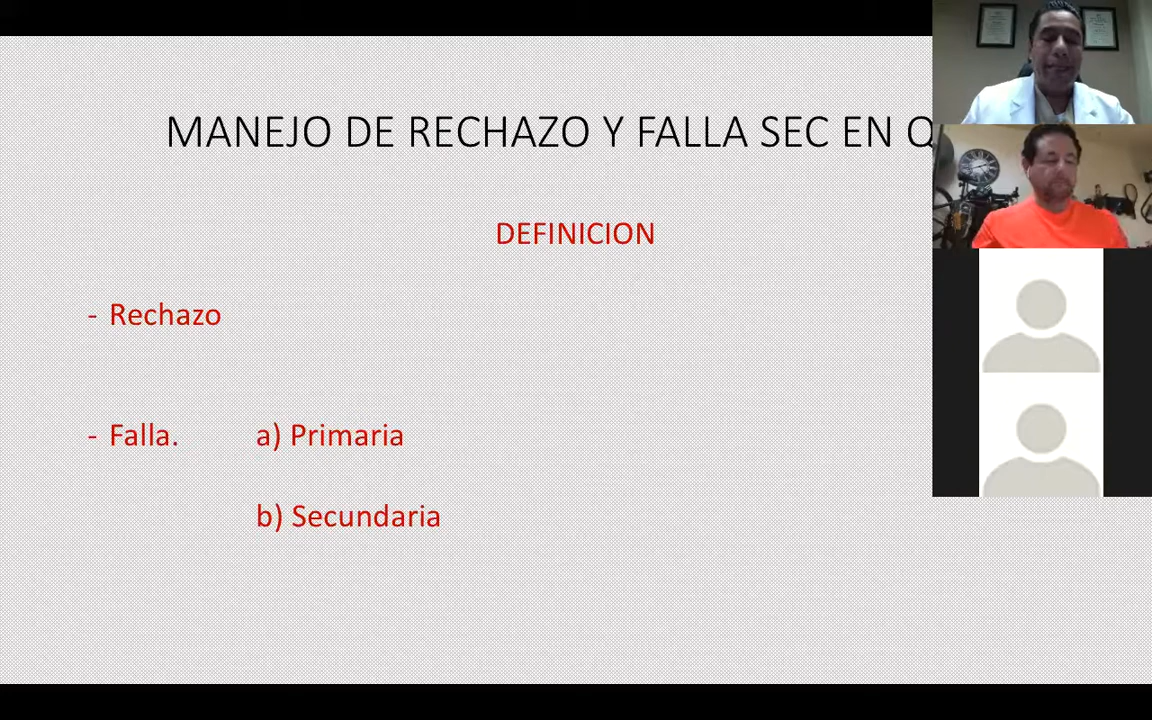 MANEJO DE RECHAZO Y FALLA SEC EN Q
DEFINICION
- Rechazo
- Falla. a) Primaria
b) Secundaria